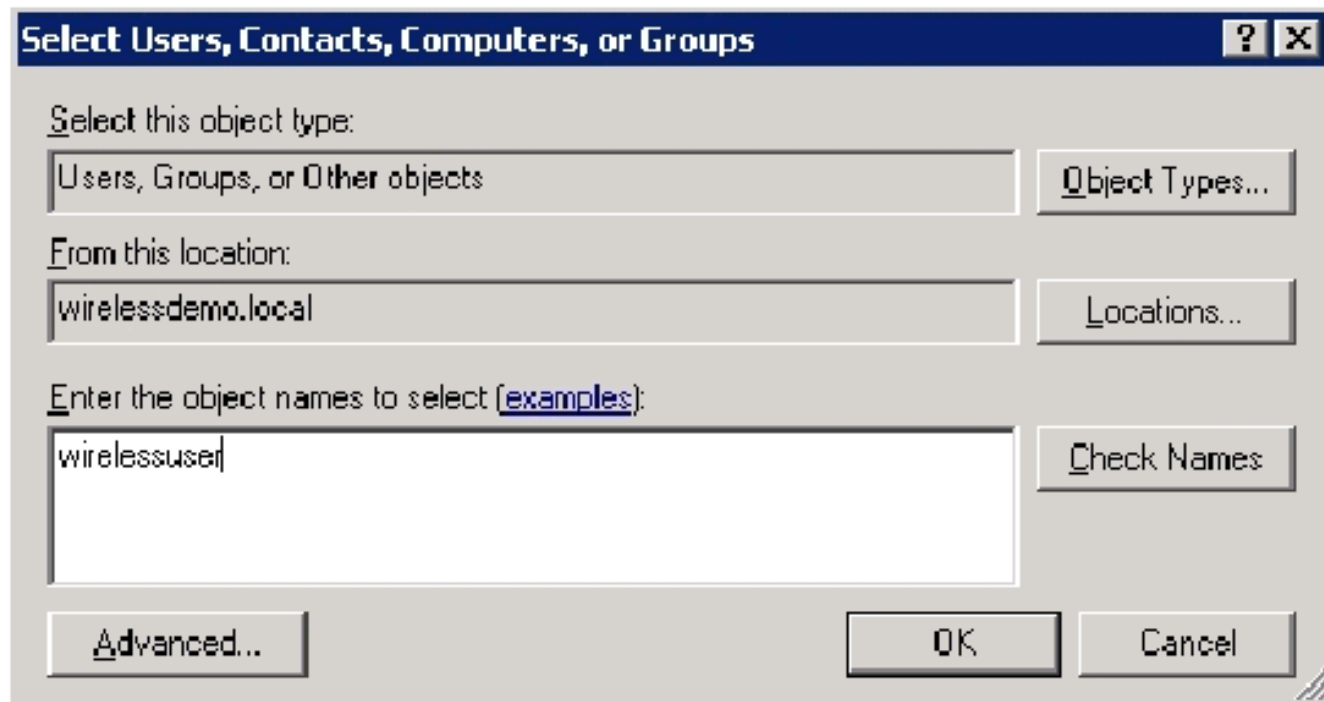 Select Users, Contacts, Computers, or Groups
Select this object type:
Users, Groups, or Other objects
Object Types...
From this location:
wirelessdemo.local
Locations...
Enter the object names to select (examples):
wirelessuser
Check Names
Advanced...
OK
Cancel